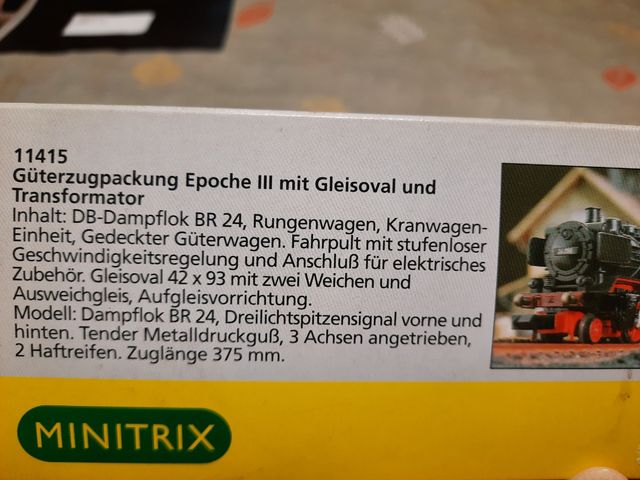 11415
Güterzugpackung Epoche III mit Gleisoval und
Transformator
Inhalt: DB-Dampflok BR 24, Rungenwagen, Kranwagen-
Einheit, Gedeckter Güterwagen. Fahrpult mit stufenloser
Geschwindigkeitsregelung und Anschluß für elektrisches
Zubehör. Gleisoval 42 x 93 mit zwei Weichen und
Ausweichgleis, Aufgleisvorrichtung.
Modell: Dampflok BR 24, Dreilichtspitzensignal vorne und
hinten. Tender Metalldruckguß, 3 Achsen angetrieben,
2 Haftreifen. Zuglänge 375 mm.
MINITRIX